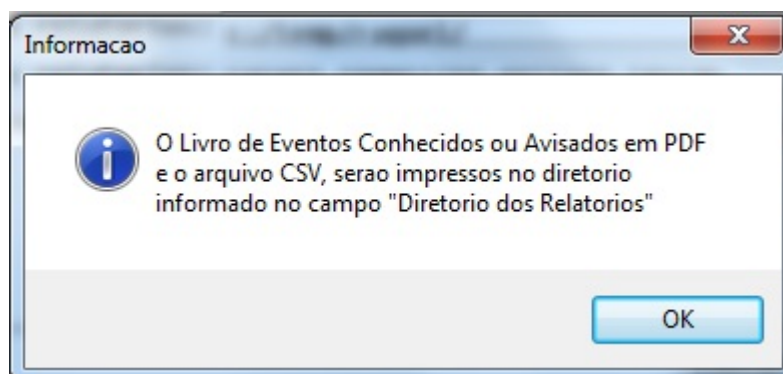 Informacao
O Livro de Eventos Conhecidos ou Avisados em PDF
e o arquivo CSV, serao impressos no diretorio
informado no campo "Diretorio dos Relatorios"
OK